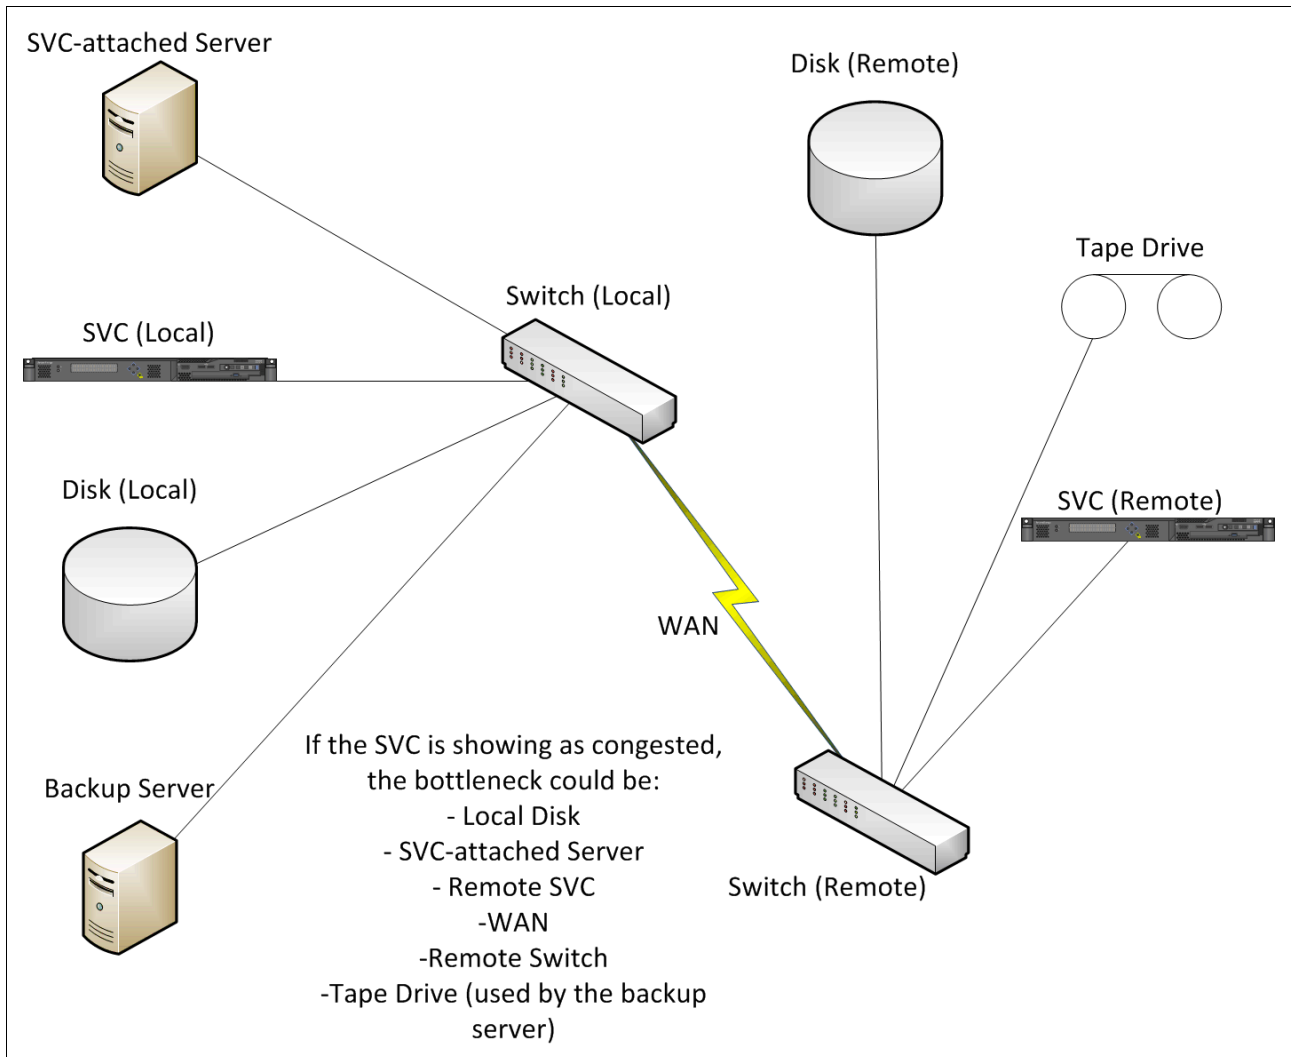 SVC-attached Server
Disk (Remote)
Tape Drive
Switch (Local)
SVC (Local)
Disk (Local)
SVC (Remote)
WAN
If the SVC is showing as congested,
the bottleneck could be:
- Local Disk
- SVC-attached Server
- Remote SVC
-WAN
-Remote Switch
-Tape Drive (used by the backup
server)
Backup Server
Switch (Remote)